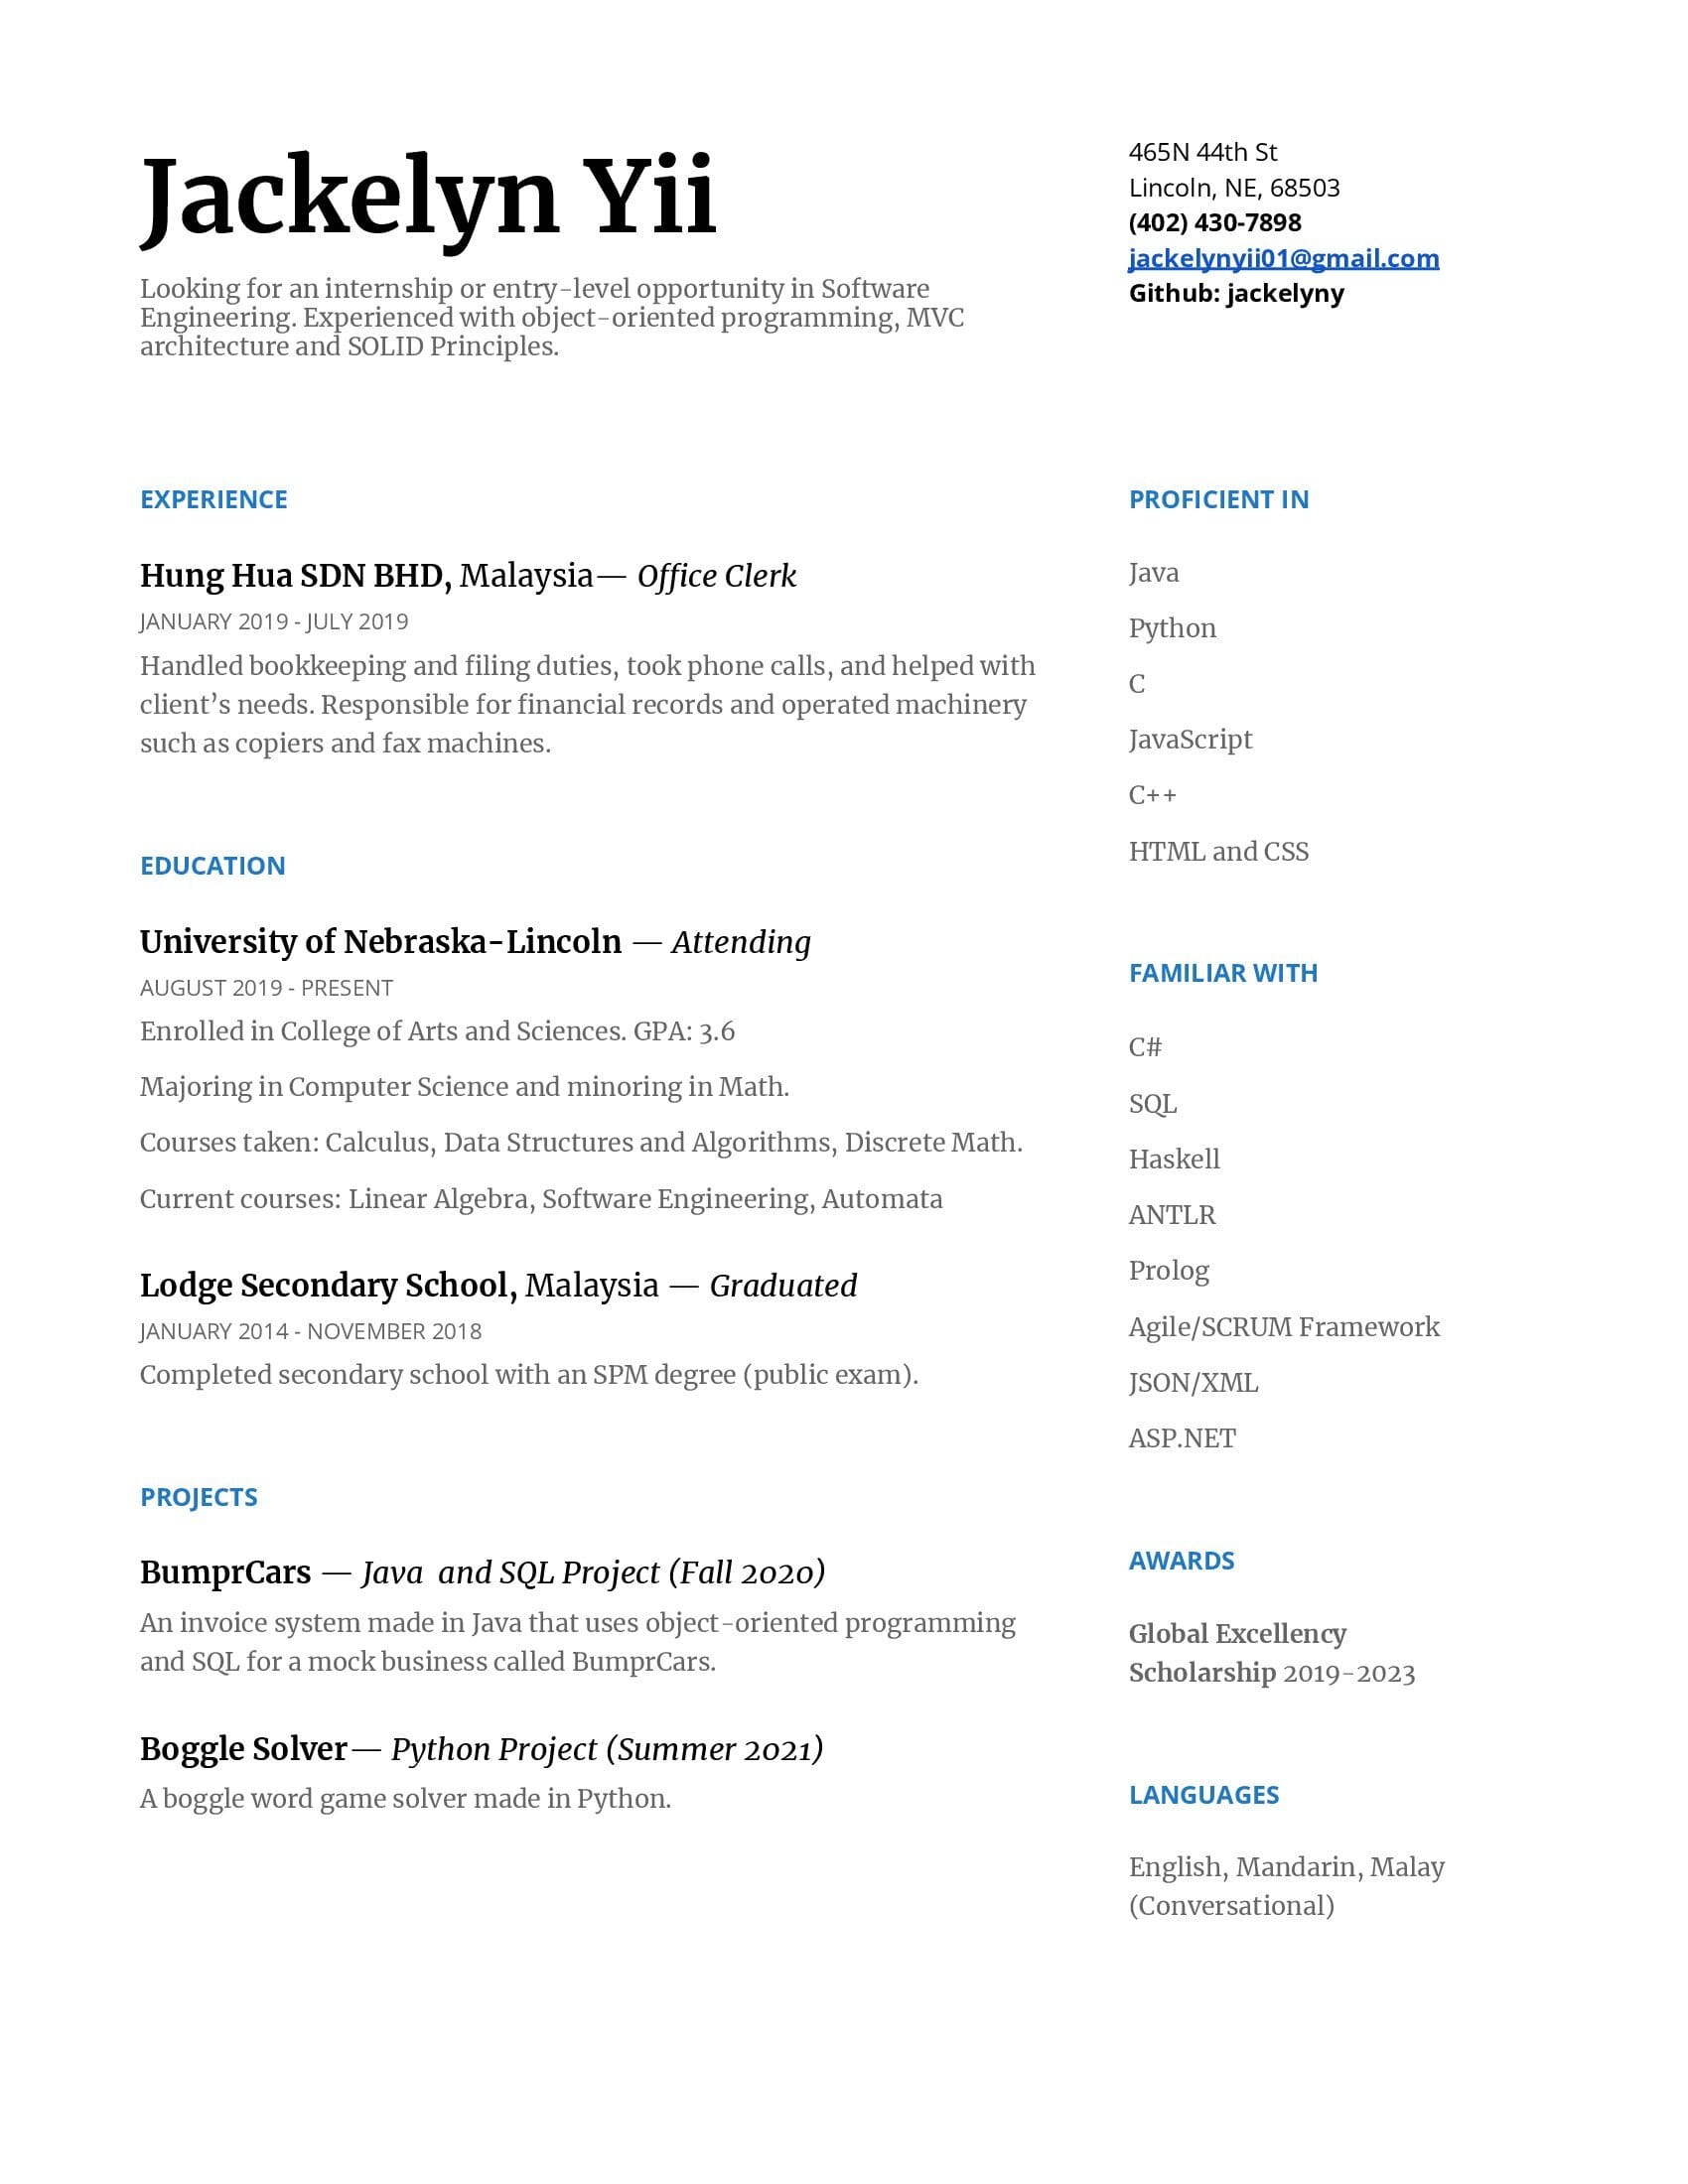 Jackelyn Yii
Looking for an internship or entry-level opportunity in Software
Engineering. Experienced with object-oriented programming, MVC
architecture and SOLID Principles.
465N 44th St
Lincoln, NE, 68503
(402) 430-7898
jackelynyii01@gmail.com
Github: jackelyny
EXPERIENCE
Hung Hua SDN BHD, Malaysia— Office Clerk
JANUARY 2019 - JULY 2019
Handled bookkeeping and filing duties, took phone calls, and helped with
client’s needs. Responsible for financial records and operated machinery
such as copiers and fax machines.
EDUCATION
University of Nebraska-Lincoln — Attending
AUGUST 2019 - PRESENT
Enrolled in College of Arts and Sciences. GPA: 3.6
Majoring in Computer Science and minoring in Math.
Courses taken: Calculus, Data Structures and Algorithms, Discrete Math.
Current courses: Linear Algebra, Software Engineering, Automata
Lodge Secondary School, Malaysia — Graduated
JANUARY 2014 - NOVEMBER 2018
Completed secondary school with an SPM degree (public exam).
PROJECTS
BumprCars — Java  and SQL Project (Fall 2020)
An invoice system made in Java that uses object-oriented programming
and SQL for a mock business called BumprCars.
Boggle Solver— Python Project (Summer 2021)
A boggle word game solver made in Python.
PROFICIENT IN
Java
Python
C
JavaScript
C++
HTML and CSS
FAMILIAR WITH
C#
SQL
Haskell
ANTLR
Prolog
Agile/SCRUM Framework
JSON/XML
ASP.NET
AWARDS
Global Excellency
Scholarship 2019-2023
LANGUAGES
English, Mandarin, Malay
(Conversational)